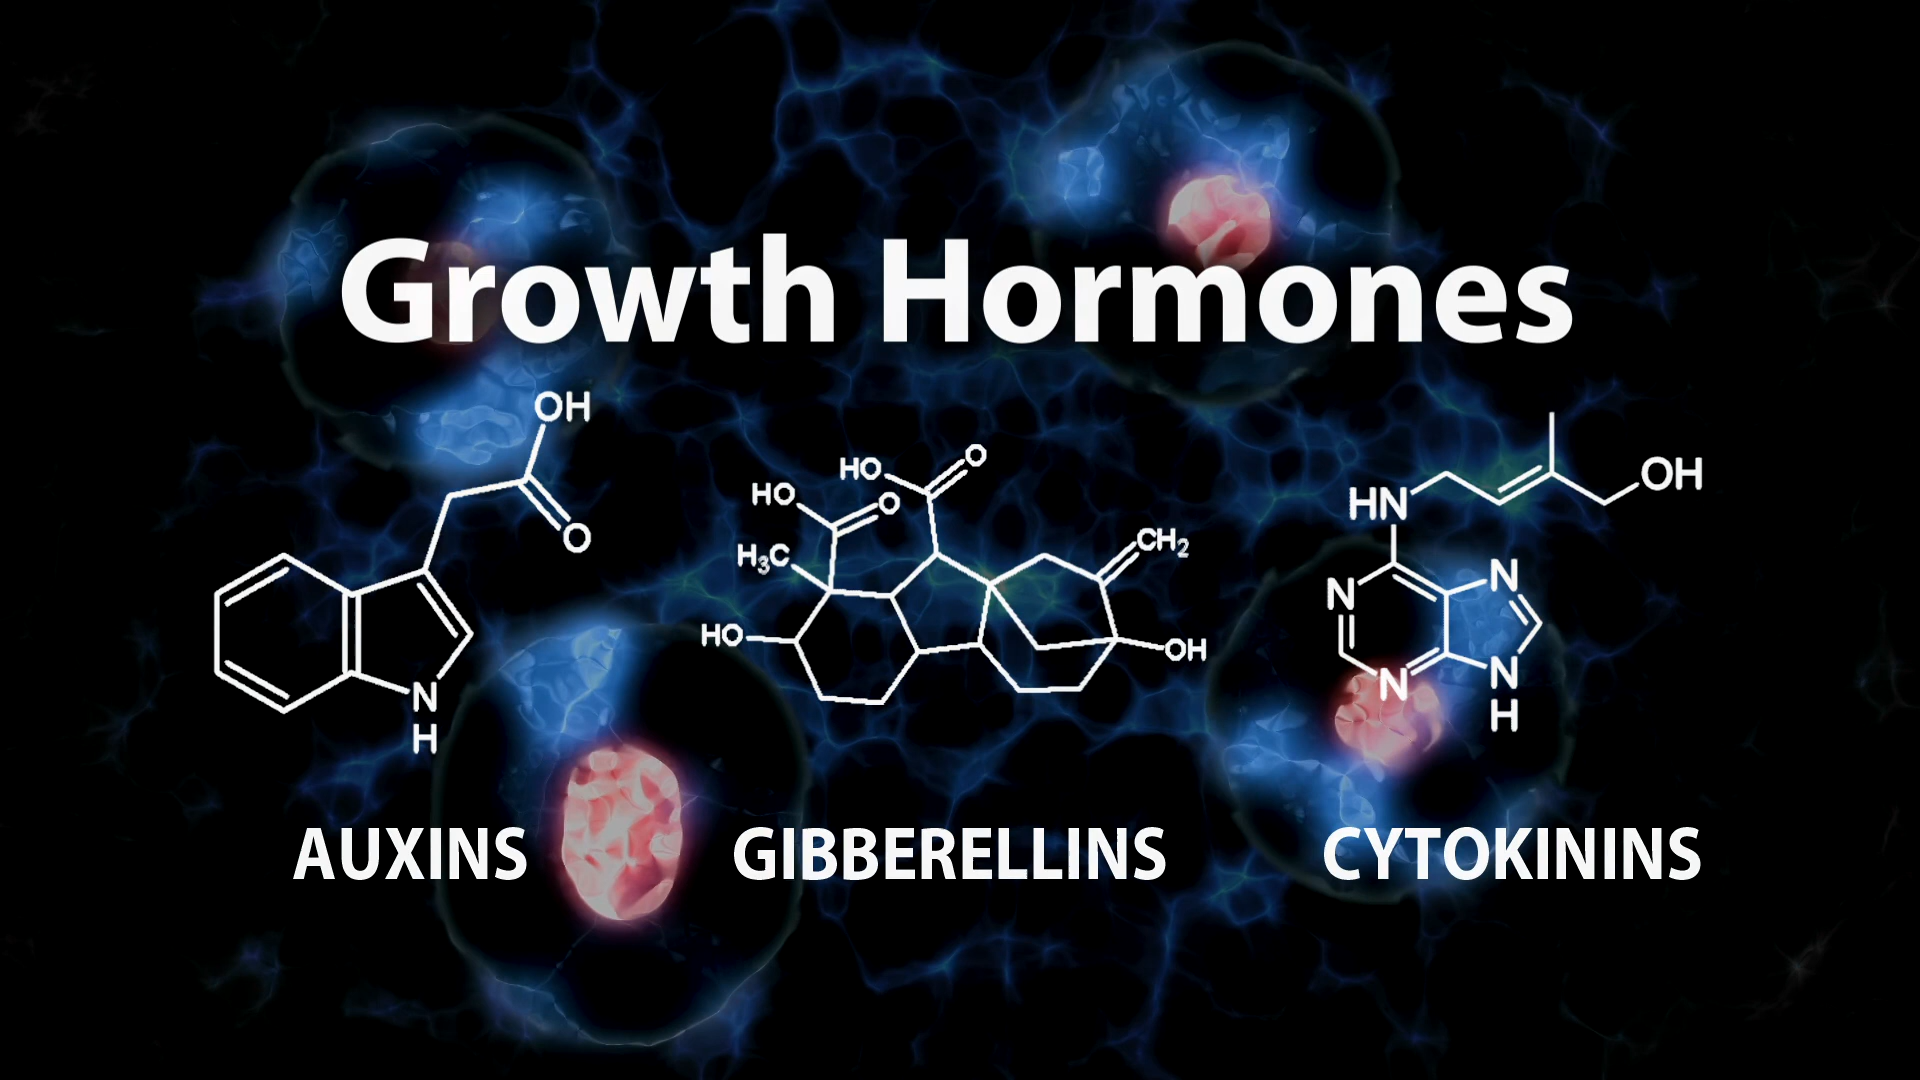 Growth Hormones
OH
O
N
H
HO
O
HO
O
H₃C
CH₂
HO
OH
HN
OH
N
N
N
N
H
AUXINS
GIBBERELLINS
CYTOKININS